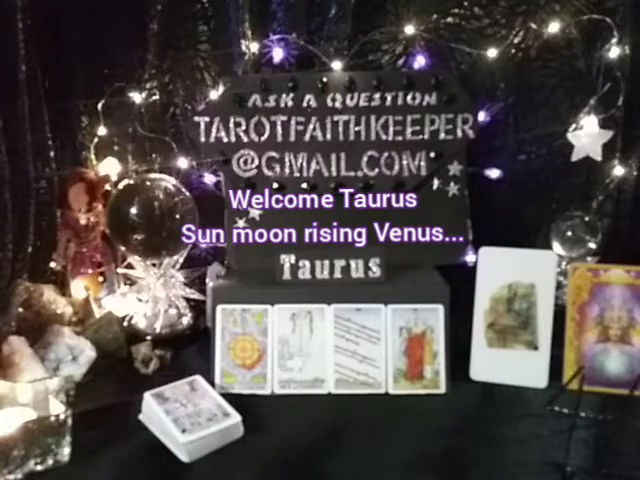 ASK A QUESTION
TAROTFAITHKEEPER
@GMAIL.COM
Welcome Taurus
Sun moon rising Venus...
Taurus